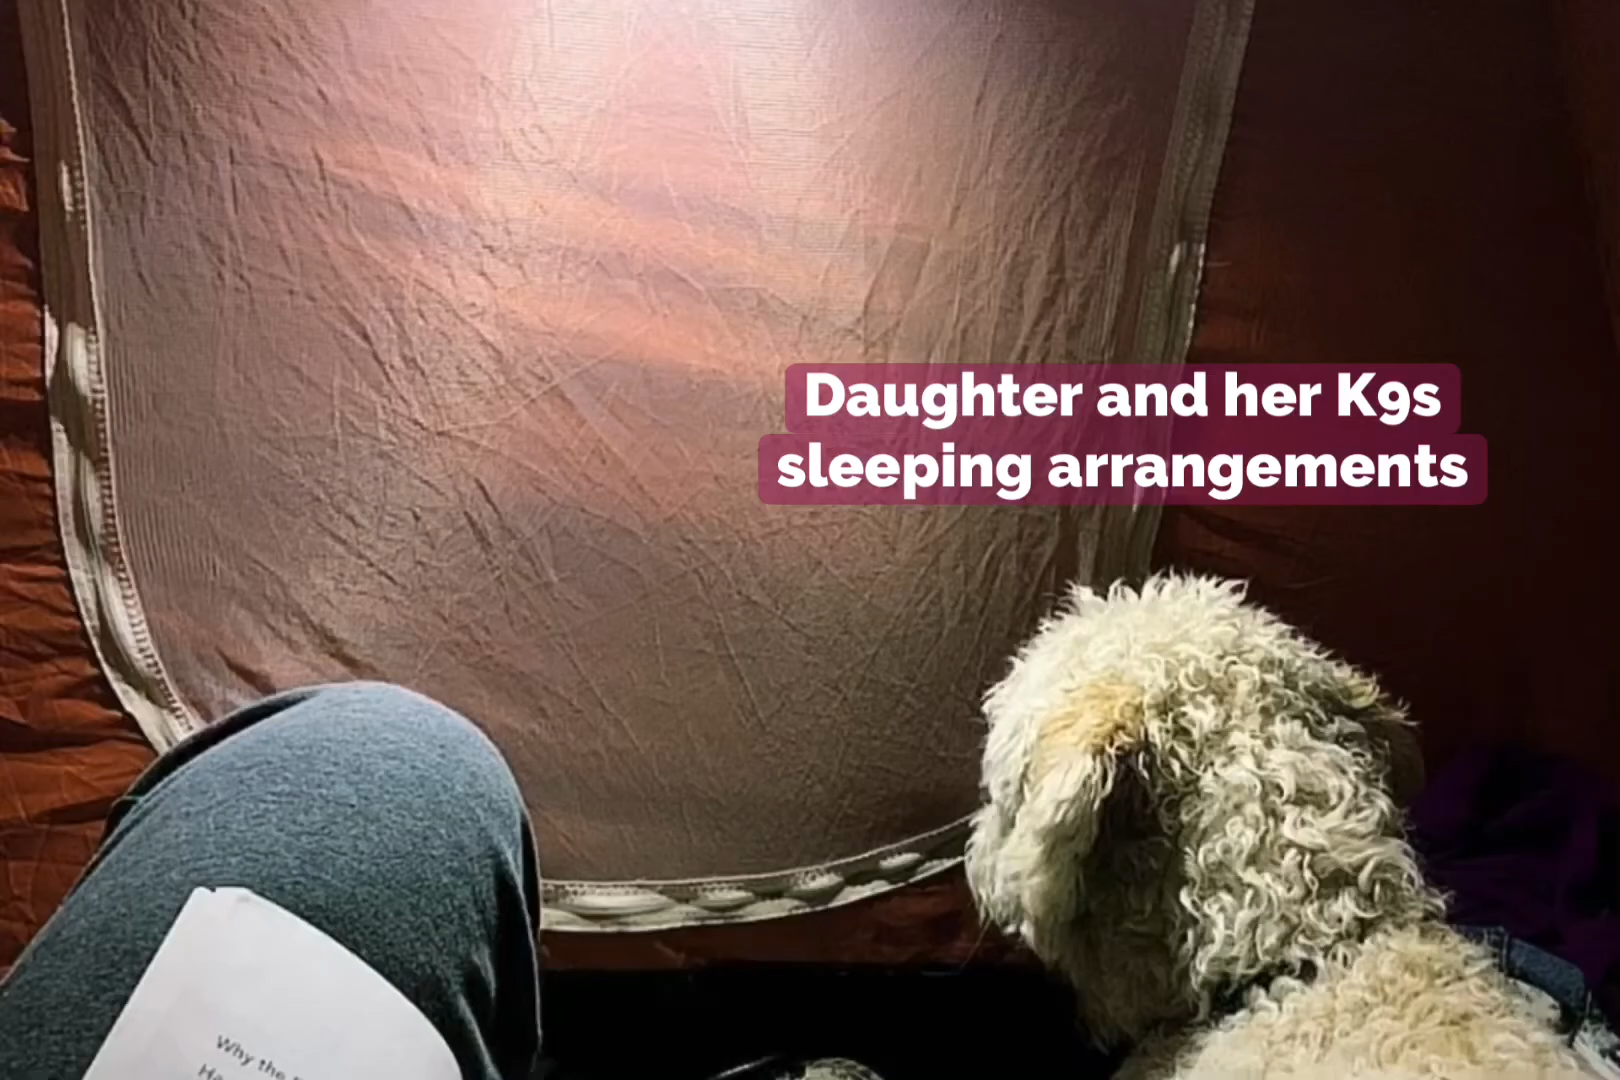 Daughter and her K9s
sleeping arrangements
Why the